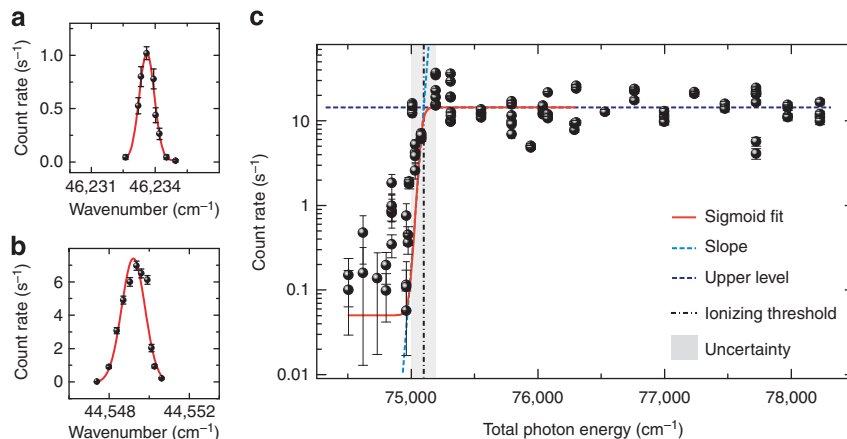 a
Count rate (s⁻¹)
1.0
0.5
0.0
46,231
46,234
Wavenumber (cm⁻¹)
b
Count rate (s⁻¹)
6
4
2
0
44,548
44,552
Wavenumber (cm⁻¹)
c
Count rate (s⁻¹)
10
1
0.1
0.01
75,000
76,000
77,000
78,000
Total photon energy (cm⁻¹)
Sigmoid fit
Slope
Upper level
Ionizing threshold
Uncertainty